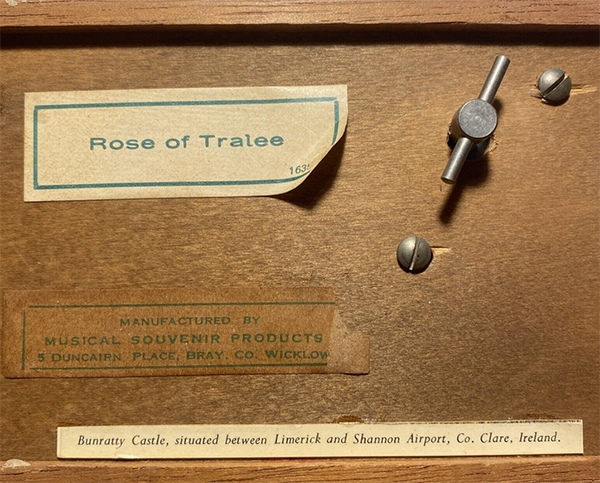 Rose of Tralee
MANUFACTURED BY
MUSICAL SOUVENIR PRODUCTS
5 DUNCAIRN PLACE, BRAY, CO. WICKLOW
Bunratty Castle, situated between Limerick and Shannon Airport, Co. Clare, Ireland.